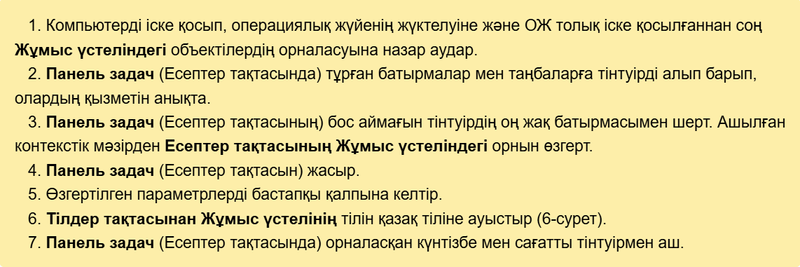 1. Компьютерді іске қосып, операциялық жүйенің жүктелуіне және ОЖ толық іске қосылғаннан соң
Жұмыс үстеліндегі объектілердің орналасуына назар аудар.
2. Панель задач (Есептер тақтасында) тұрған батырмалар мен таңбаларға тінтуірді алып барып,
олардың қызметін анықта.
3. Панель задач (Есептер тақтасының) бос аймағын тінтуірдің оң жақ батырмасымен шерт. Ашылған
контекстік мәзірден Есептер тақтасының Жұмыс үстеліндегі орнын өзгерт.
4. Панель задач (Есептер тақтасын) жасыр.
5. Өзгертілген параметрлерді бастапқы қалпына келтір.
6. Тілдер тақтасынан Жұмыс үстелінің тілін қазақ тіліне ауыстыр (6-сурет).
7. Панель задач (Есептер тақтасында) орналасқан күнтізбе мен сағатты тінтуірмен аш.